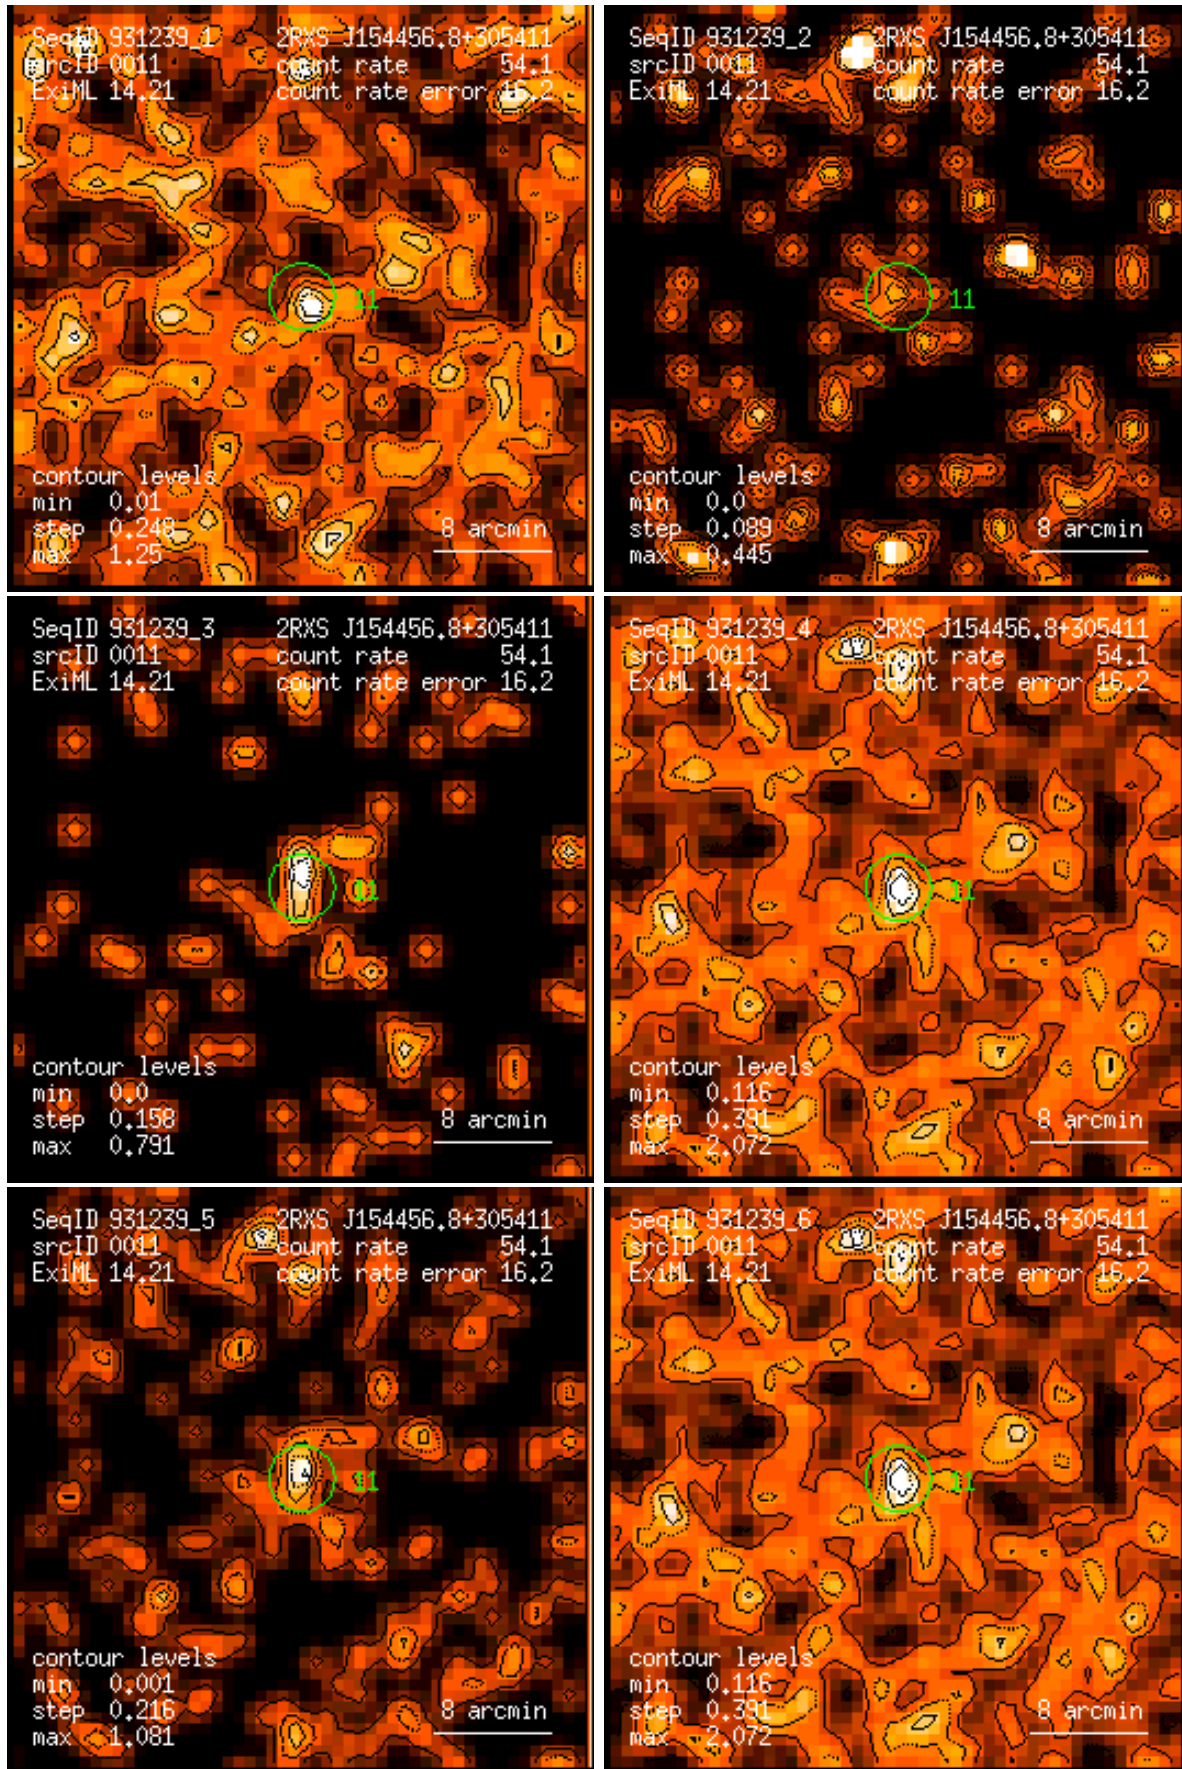 SeqID 931239_1 2RXS J154456.8+305411
srcID 0011 count rate 54.1
ExiML 14.21 count rate error 16.2
11
contour levels
min 0.01
step 0.248 8 arcmin
max 1.25
SeqID 931239_2 2RXS J154456.8+305411
srcID 0011 count rate 54.1
ExiML 14.21 count rate error 16.2
11
contour levels
min 0.0
step 0.089 8 arcmin
max 0.445
SeqID 931239_3 2RXS J154456.8+305411
srcID 0011 count rate 54.1
ExiML 14.21 count rate error 16.2
11
contour levels
min 0.0
step 0.158 8 arcmin
max 0.791
SeqID 931239_4 2RXS J154456.8+305411
srcID 0011 count rate 54.1
ExiML 14.21 count rate error 16.2
11
contour levels
min 0.116
step 0.391 8 arcmin
max 2.072
SeqID 931239_5 2RXS J154456.8+305411
srcID 0011 count rate 54.1
ExiML 14.21 count rate error 16.2
11
contour levels
min 0.001
step 0.216 8 arcmin
max 1.081
SeqID 931239_6 2RXS J154456.8+305411
srcID 0011 count rate 54.1
ExiML 14.21 count rate error 16.2
11
contour levels
min 0.116
step 0.391 8 arcmin
max 2.072